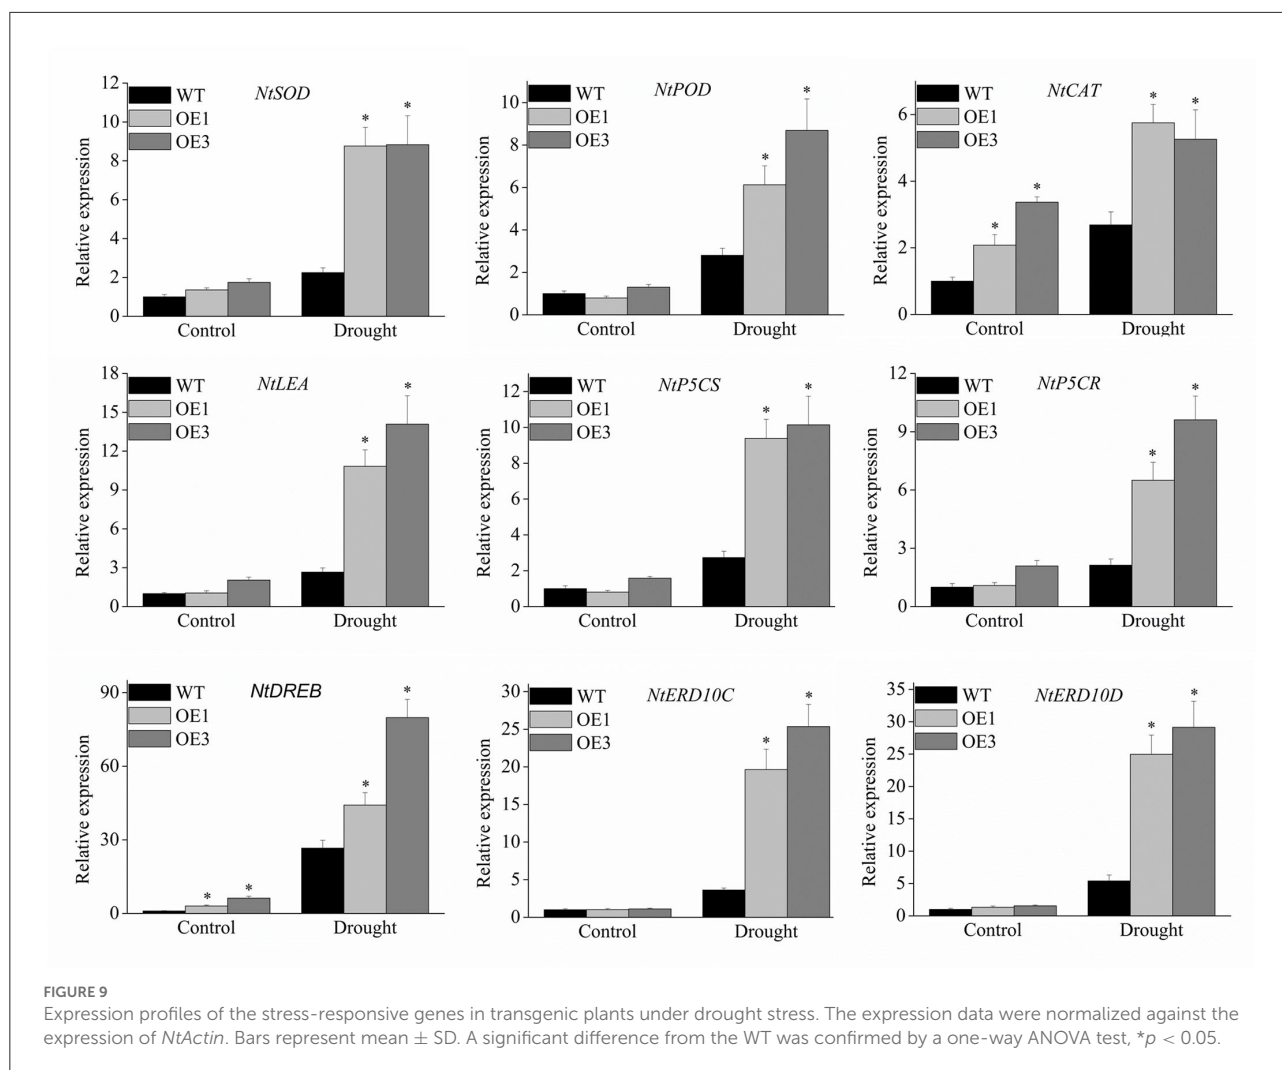 NtSOD
WT
OE1
OE3
Relative expression
12
10
8
6
4
2
0
*
*
Control
Drought
NtPOD
WT
OE1
OE3
Relative expression
10
8
6
4
2
0
*
*
Control
Drought
NtCAT
WT
OE1
OE3
Relative expression
6
4
2
0
*
*
*
*
Control
Drought
NtLEA
WT
OE1
OE3
Relative expression
18
15
12
9
6
3
0
*
*
Control
Drought
NtP5CS
WT
OE1
OE3
Relative expression
12
10
8
6
4
2
0
*
*
Control
Drought
NtP5CR
WT
OE1
OE3
Relative expression
12
9
6
3
0
*
*
Control
Drought
NtDREB
WT
OE1
OE3
Relative expression
90
60
30
0
*
*
*
*
Control
Drought
NtERD10C
WT
OE1
OE3
Relative expression
30
25
20
15
10
5
0
*
*
Control
Drought
NtERD10D
WT
OE1
OE3
Relative expression
35
30
25
20
15
10
5
0
*
*
Control
Drought
FIGURE 9
Expression profiles of the stress-responsive genes in transgenic plants under drought stress. The expression data were normalized against the
expression of NtActin. Bars represent mean ± SD. A significant difference from the WT was confirmed by a one-way ANOVA test, *p < 0.05.